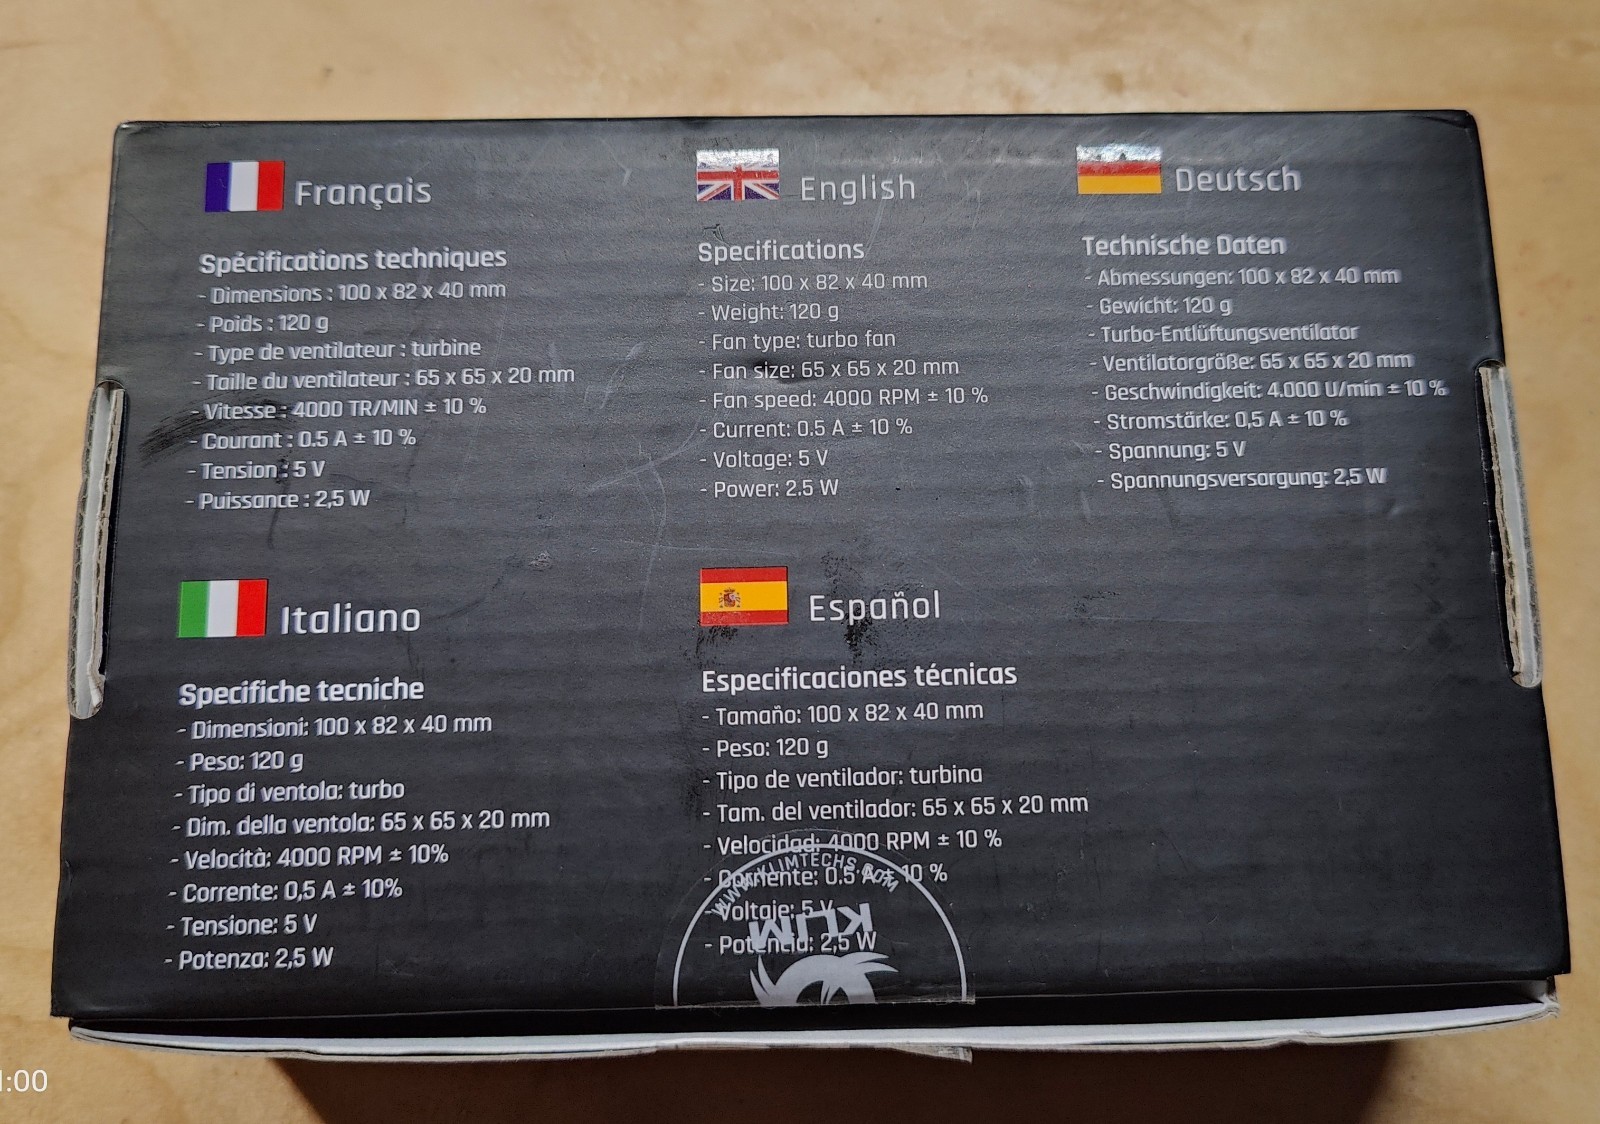 Français
Spécifications techniques
- Dimensions : 100 x 82 x 40 mm
- Poids : 120 g
- Type de ventilateur : turbine
- Taille du ventilateur : 65 x 65 x 20 mm
- Vitesse : 4000 TR/MIN ± 10 %
- Courant : 0.5 A ± 10 %
- Tension : 5 V
- Puissance : 2,5 W
English
Specifications
- Size: 100 x 82 x 40 mm
- Weight: 120 g
- Fan type: turbo fan
- Fan size: 65 x 65 x 20 mm
- Fan speed: 4000 RPM ± 10 %
- Current: 0.5 A ± 10 %
- Voltage: 5 V
- Power: 2.5 W
Deutsch
Technische Daten
- Abmessungen: 100 x 82 x 40 mm
- Gewicht: 120 g
- Turbo-Entlüftungsventilator
- Ventilatorgröße: 65 x 65 x 20 mm
- Geschwindigkeit: 4.000 U/min ± 10 %
- Stromstärke: 0,5 A ± 10 %
- Spannung: 5 V
- Spannungsversorgung: 2,5 W
Italiano
Specifiche tecniche
- Dimensioni: 100 x 82 x 40 mm
- Peso: 120 g
- Tipo di ventola: turbo
- Dim. della ventola: 65 x 65 x 20 mm
- Velocità: 4000 RPM ± 10%
- Corrente: 0,5 A ± 10%
- Tensione: 5 V
- Potenza: 2,5 W
Español
Especificaciones técnicas
- Tamaño: 100 x 82 x 40 mm
- Peso: 120 g
- Tipo de ventilador: turbina
- Tam. del ventilador: 65 x 65 x 20 mm
- Velocidad: 4000 RPM ± 10 %
- Corriente: 0.5 A ± 10 %
- Voltaje: 5 V
- Potencia: 2,5 W
WWW.KLIMTECHS.COM
KLIM
:00